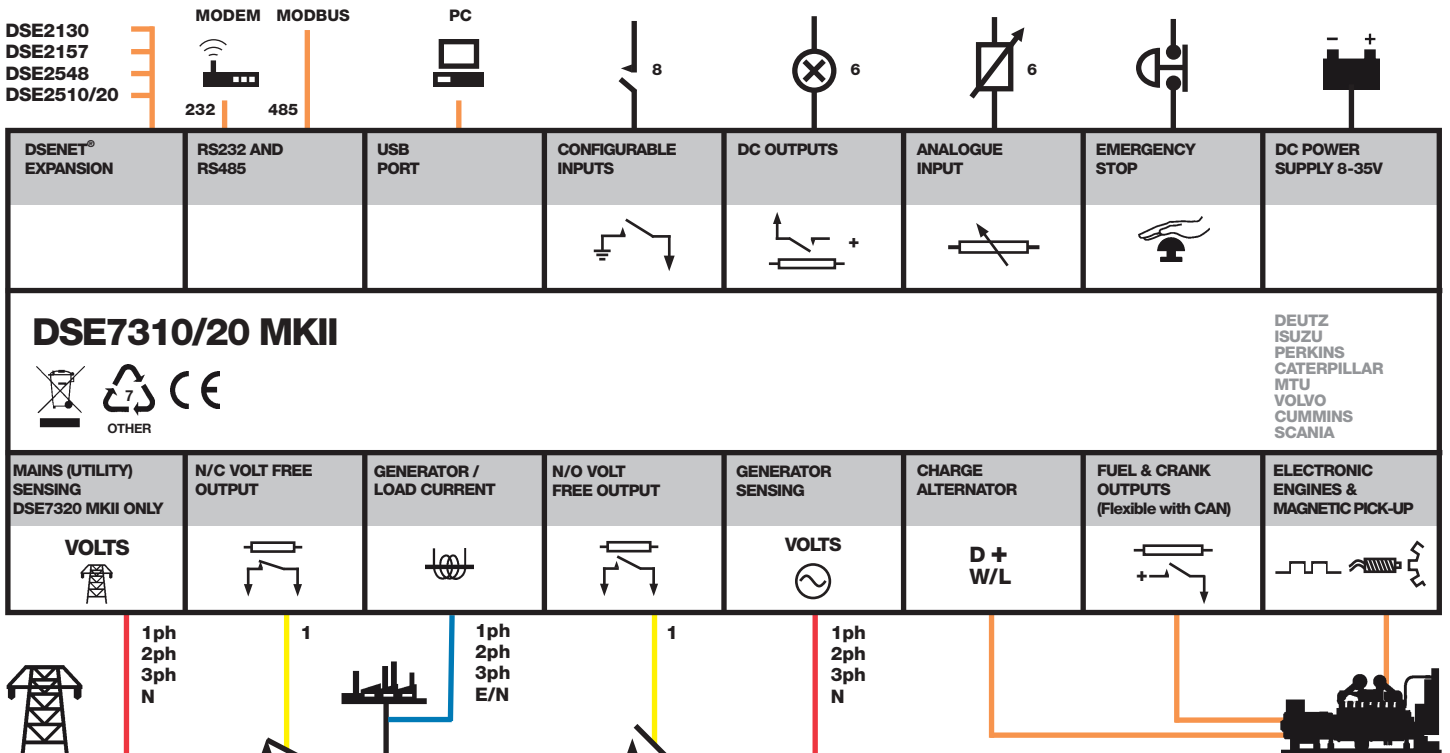 DSE2130
DSE2157
DSE2548
DSE2510/20
MODEM
MODBUS
PC
232
485
8
6
6
- +
DSENET®
EXPANSION
RS232 AND
RS485
USB
PORT
CONFIGURABLE
INPUTS
DC OUTPUTS
ANALOGUE
INPUT
EMERGENCY
STOP
DC POWER
SUPPLY 8-35V
+
DSE7310/20 MKII
7
OTHER
CE
DEUTZ
ISUZU
PERKINS
CATERPILLAR
MTU
VOLVO
CUMMINS
SCANIA
MAINS (UTILITY)
SENSING
DSE7320 MKII ONLY
N/C VOLT FREE
OUTPUT
GENERATOR /
LOAD CURRENT
N/O VOLT
FREE OUTPUT
GENERATOR
SENSING
CHARGE
ALTERNATOR
FUEL & CRANK
OUTPUTS
(Flexible with CAN)
ELECTRONIC
ENGINES &
MAGNETIC PICK-UP
VOLTS
VOLTS
D +
W/L
+
1ph
2ph
3ph
N
1
1ph
2ph
3ph
E/N
1
1ph
2ph
3ph
N